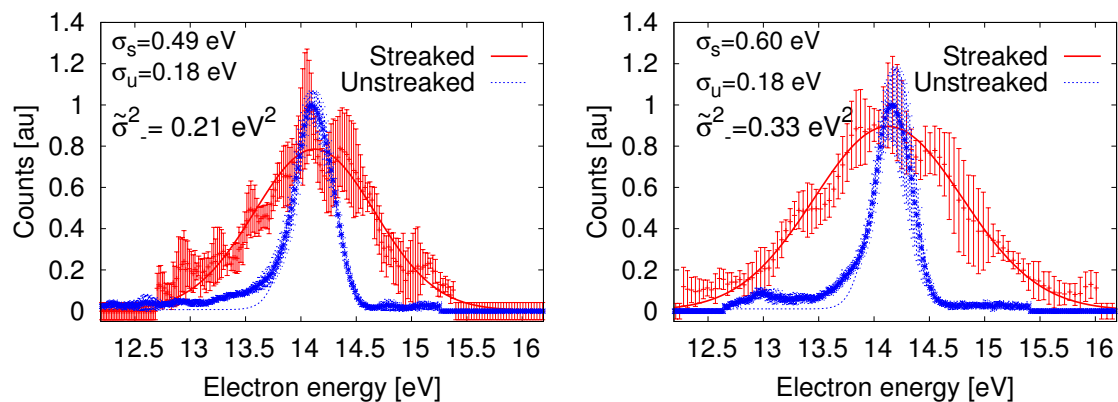 1.4
1.2
1
0.8
0.6
0.4
0.2
0
Counts [au]
σs=0.49 eV
σu=0.18 eV
σ̃²-= 0.21 eV²
Streaked
Unstreaked
12.5 13 13.5 14 14.5 15 15.5 16
Electron energy [eV]
1.4
1.2
1
0.8
0.6
0.4
0.2
0
Counts [au]
σs=0.60 eV
σu=0.18 eV
σ̃²-=0.33 eV²
Streaked
Unstreaked
12.5 13 13.5 14 14.5 15 15.5 16
Electron energy [eV]